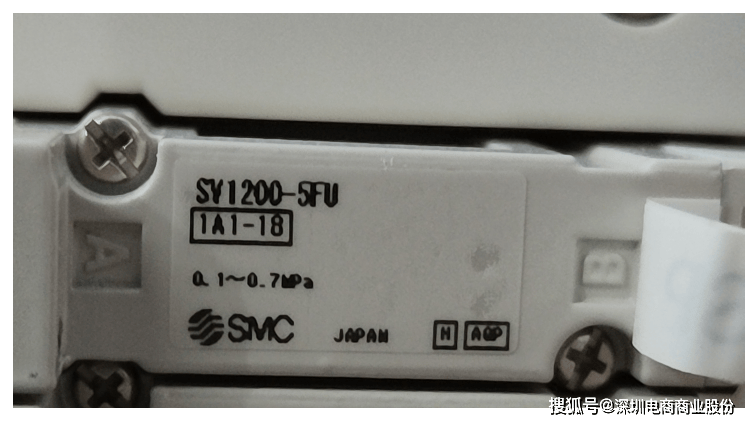 SV1200-5FU
1A1-18
0.1~0.7MPa
SMC JAPAN H
A
B
搜狐号@深圳电商商业股份